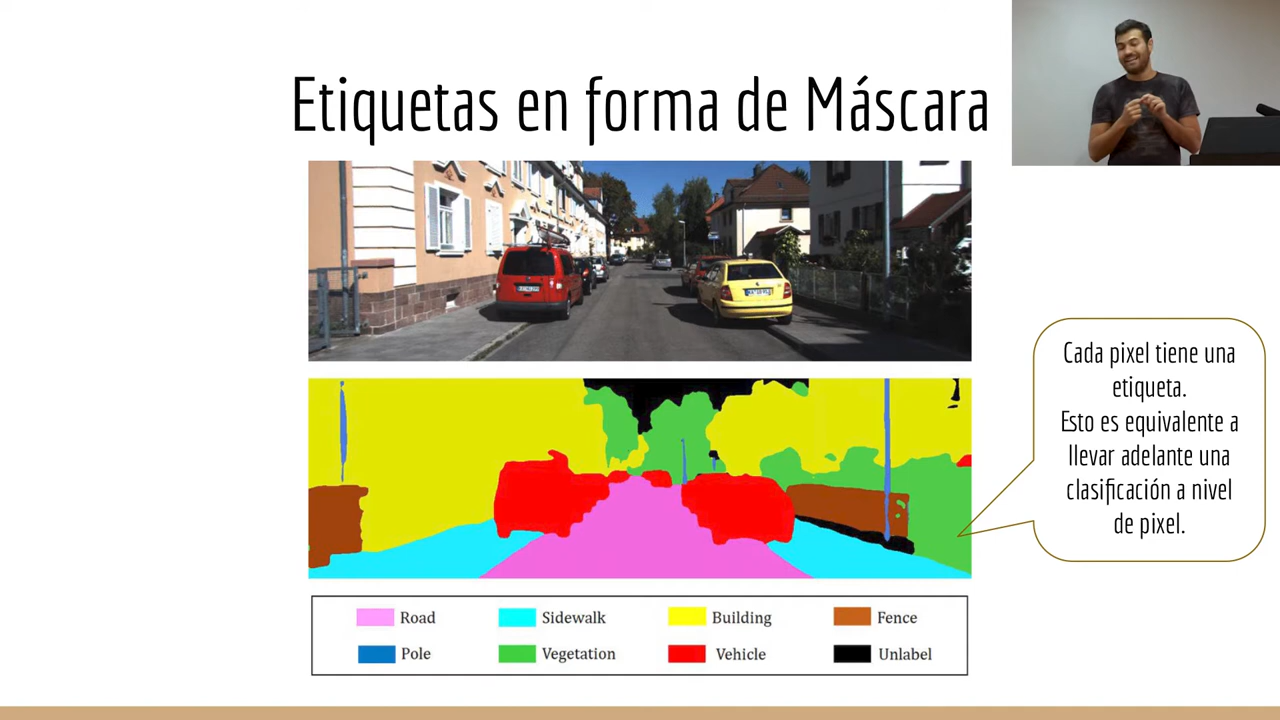 Etiquetas en forma de Máscara
Cada pixel tiene una
etiqueta.
Esto es equivalente a
llevar adelante una
clasificación a nivel
de pixel.
Road
Sidewalk
Building
Fence
Pole
Vegetation
Vehicle
Unlabel